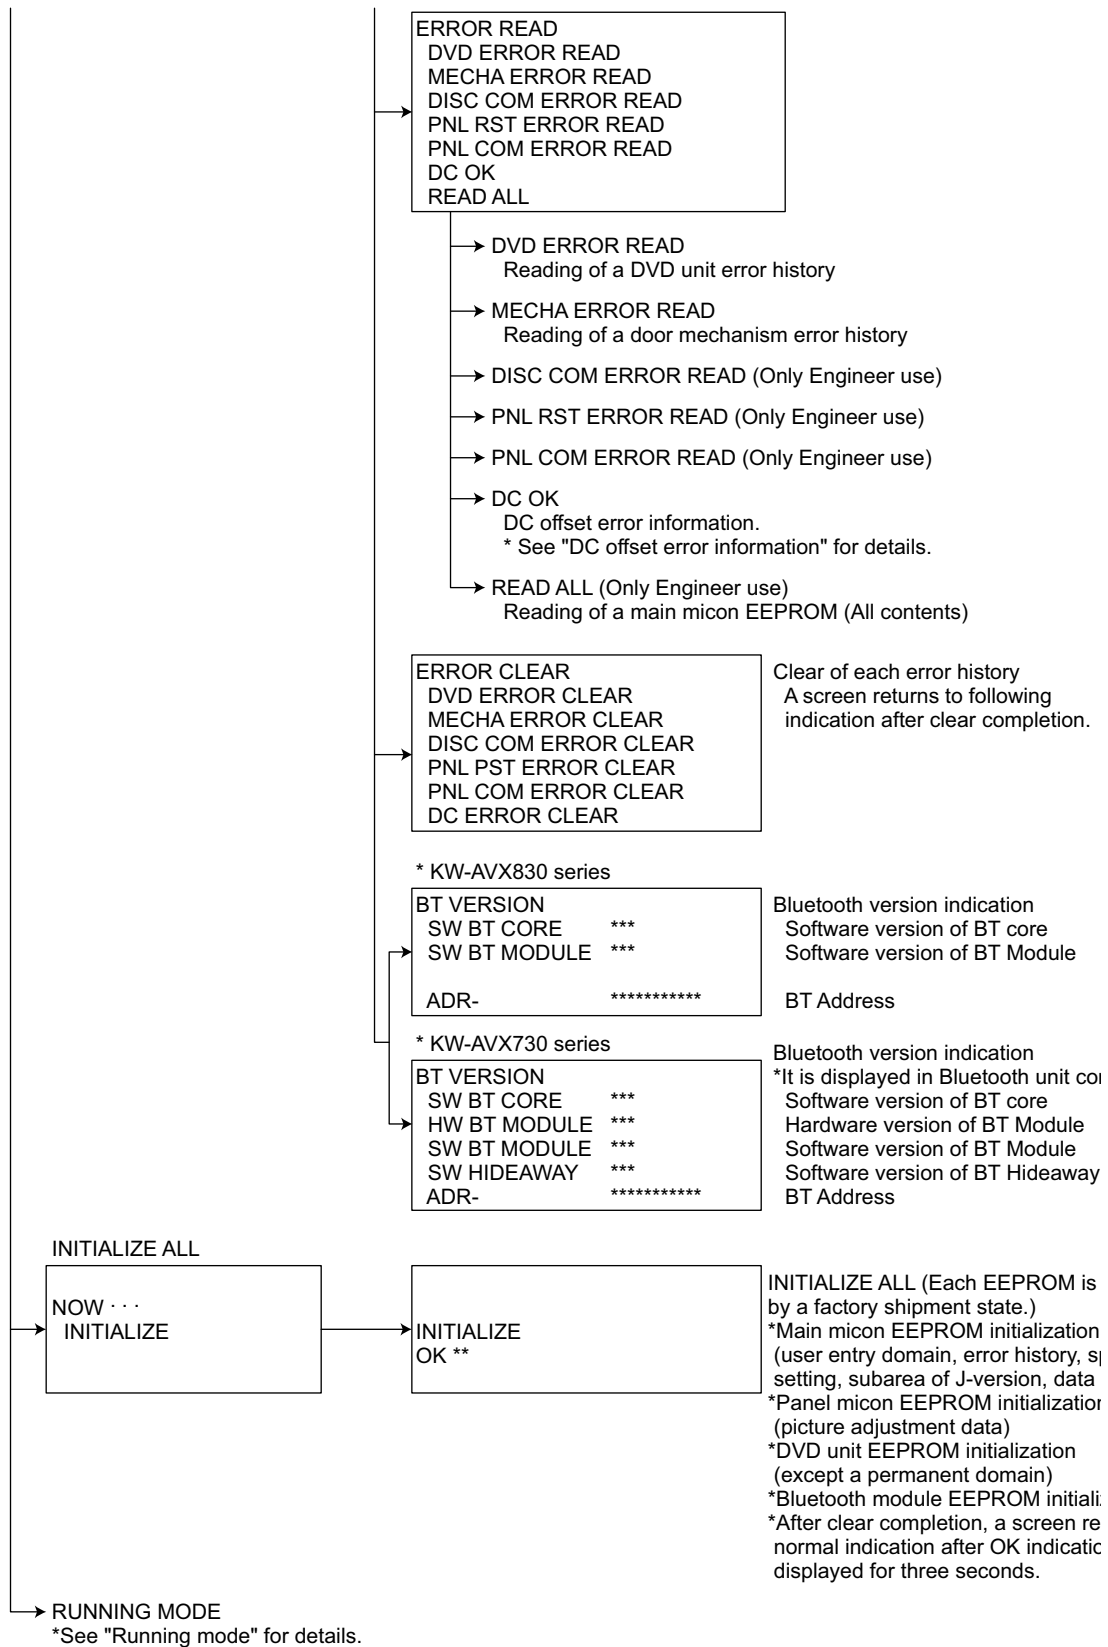 ERROR READ
DVD ERROR READ
MECHA ERROR READ
DISC COM ERROR READ
PNL RST ERROR READ
PNL COM ERROR READ
DC OK
READ ALL
DVD ERROR READ
Reading of a DVD unit error history
MECHA ERROR READ
Reading of a door mechanism error history
DISC COM ERROR READ (Only Engineer use)
PNL RST ERROR READ (Only Engineer use)
PNL COM ERROR READ (Only Engineer use)
DC OK
DC offset error information.
* See "DC offset error information" for details.
READ ALL (Only Engineer use)
Reading of a main micon EEPROM (All contents)
ERROR CLEAR
DVD ERROR CLEAR
MECHA ERROR CLEAR
DISC COM ERROR CLEAR
PNL PST ERROR CLEAR
PNL COM ERROR CLEAR
DC ERROR CLEAR
Clear of each error history
A screen returns to following
indication after clear completion.
* KW-AVX830 series
BT VERSION
SW BT CORE ***
SW BT MODULE ***
ADR- ***********
Bluetooth version indication
Software version of BT core
Software version of BT Module
BT Address
* KW-AVX730 series
BT VERSION
SW BT CORE ***
HW BT MODULE ***
SW BT MODULE ***
SW HIDEAWAY ***
ADR- ***********
Bluetooth version indication
*It is displayed in Bluetooth unit
Software version of BT core
Hardware version of BT Module
Software version of BT Module
Software version of BT Hideaway
BT Address
INITIALIZE ALL
NOW · · ·
INITIALIZE
INITIALIZE
OK **
INITIALIZE ALL (Each EEPROM is
by a factory shipment state.)
*Main micon EEPROM initialization
(user entry domain, error history,
setting, subarea of J-version, data
*Panel micon EEPROM
(picture adjustment data)
*DVD unit EEPROM initialization
(except a permanent domain)
*Bluetooth module EEPROM
*After clear completion, a screen
normal indication after OK
displayed for three seconds.
RUNNING MODE
*See "Running mode" for details.